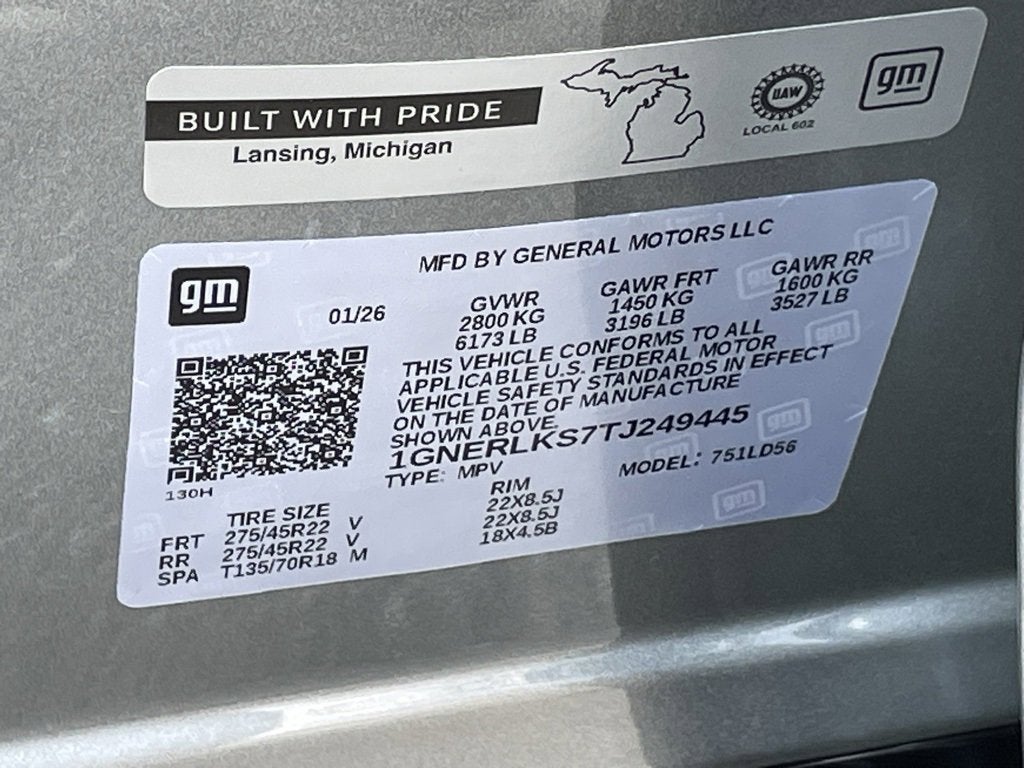 BUILT WITH PRIDE
Lansing, Michigan
UAW
LOCAL 602
gm
MFD BY GENERAL MOTORS LLC
gm
01/26
GVWR
2800 KG
6173 LB
GAWR FRT
1450 KG
3196 LB
GAWR RR
1600 KG
3527 LB
THIS VEHICLE CONFORMS TO ALL
APPLICABLE U.S. FEDERAL MOTOR
VEHICLE SAFETY STANDARDS IN EFFECT
ON THE DATE OF MANUFACTURE
SHOWN ABOVE.
1GNERLKS7TJ249445
TYPE: MPV
MODEL: 751LD56
130H
TIRE SIZE
RIM
FRT 275/45R22 V 22X8.5J
RR 275/45R22 V 22X8.5J
SPA T135/70R18 M 18X4.5B